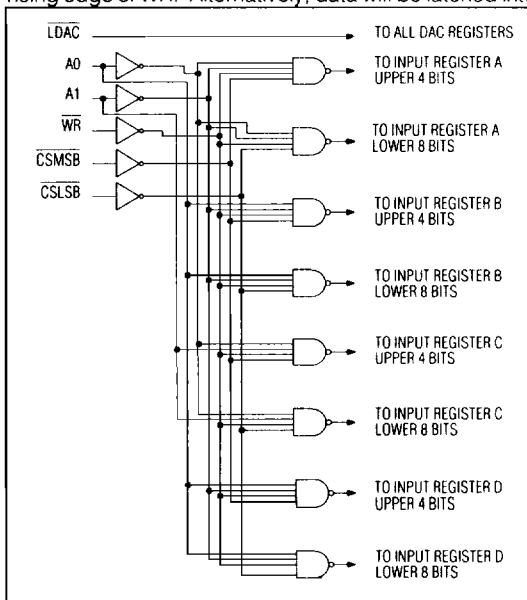 rising edge of WR. Alternatively, data will be latched int
LDAC
TO ALL DAC REGISTERS
A0
TO INPUT REGISTER A
UPPER 4 BITS
A1
WR
TO INPUT REGISTER A
LOWER 8 BITS
CSMSB
CSLSB
TO INPUT REGISTER B
UPPER 4 BITS
TO INPUT REGISTER B
LOWER 8 BITS
TO INPUT REGISTER C
UPPER 4 BITS
TO INPUT REGISTER C
LOWER 8 BITS
TO INPUT REGISTER D
UPPER 4 BITS
TO INPUT REGISTER D
LOWER 8 BITS